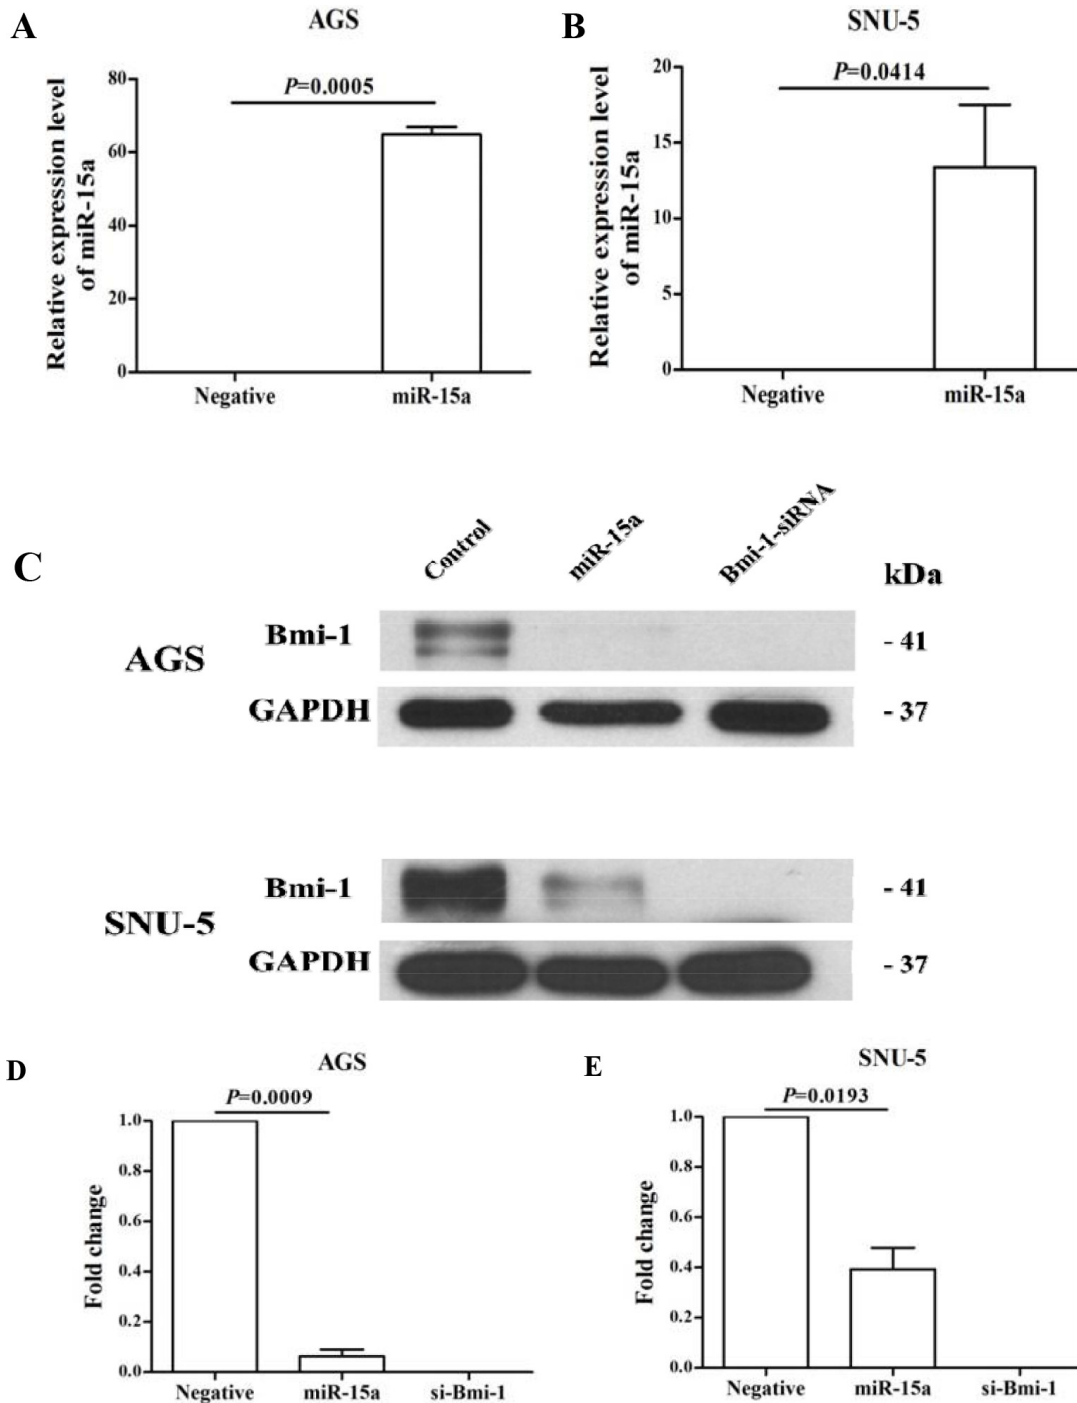 A
AGS
P=0.0005
Relative expression level
of miR-15a
80
60
40
20
0
Negative
miR-15a
B
SNU-5
P=0.0414
Relative expression level
of miR-15a
20
15
10
5
0
Negative
miR-15a
C
Control
miR-15a
Bmi-1-siRNA
kDa
AGS
Bmi-1
- 41
GAPDH
- 37
SNU-5
Bmi-1
- 41
GAPDH
- 37
D
AGS
P=0.0009
Fold change
1.0
0.8
0.6
0.4
0.2
0.0
Negative
miR-15a
si-Bmi-1
E
SNU-5
P=0.0193
Fold change
1.0
0.8
0.6
0.4
0.2
0.0
Negative
miR-15a
si-Bmi-1